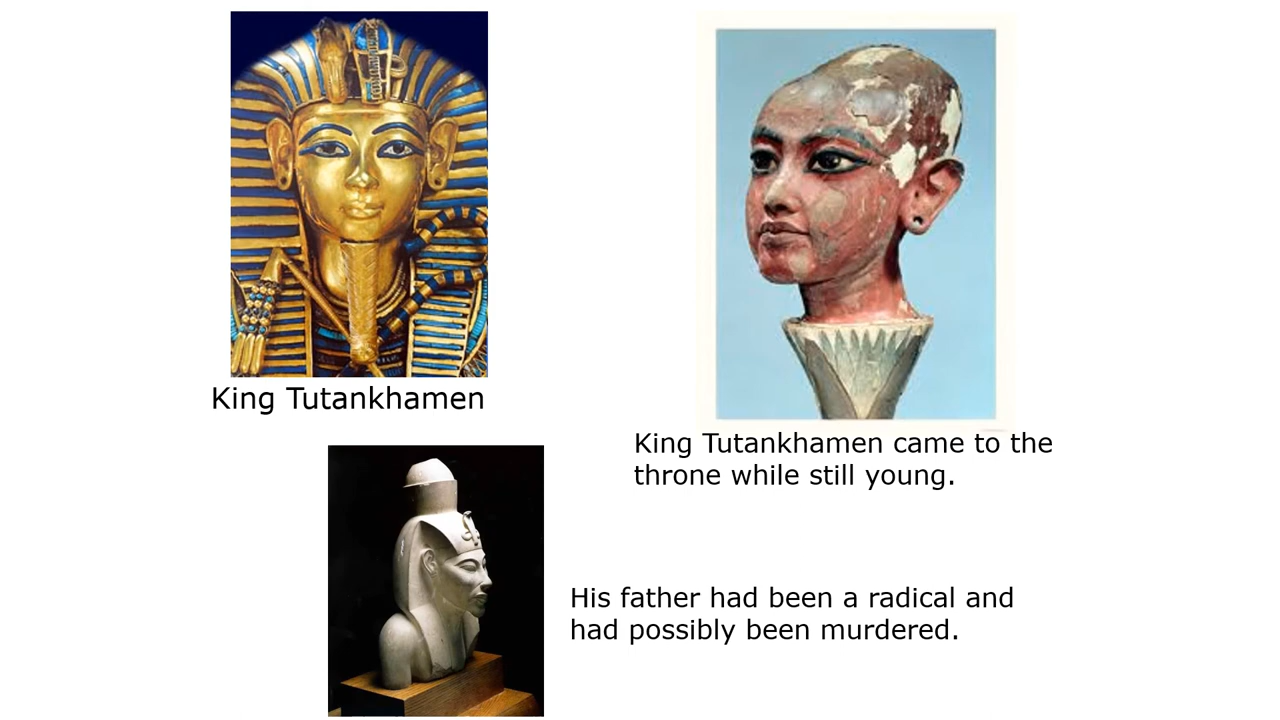 King Tutankhamen
King Tutankhamen came to the
throne while still young.
His father had been a radical and
had possibly been murdered.